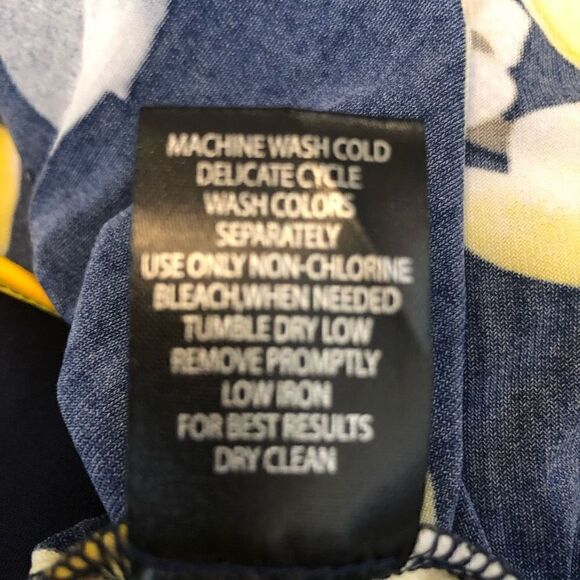 MACHINE WASH COLD
DELICATE CYCLE
WASH COLORS
SEPARATELY
USE ONLY NON-CHLORINE
BLEACH,WHEN NEEDED
TUMBLE DRY LOW
REMOVE PROMPTLY
LOW IRON
FOR BEST RESULTS
DRY CLEAN